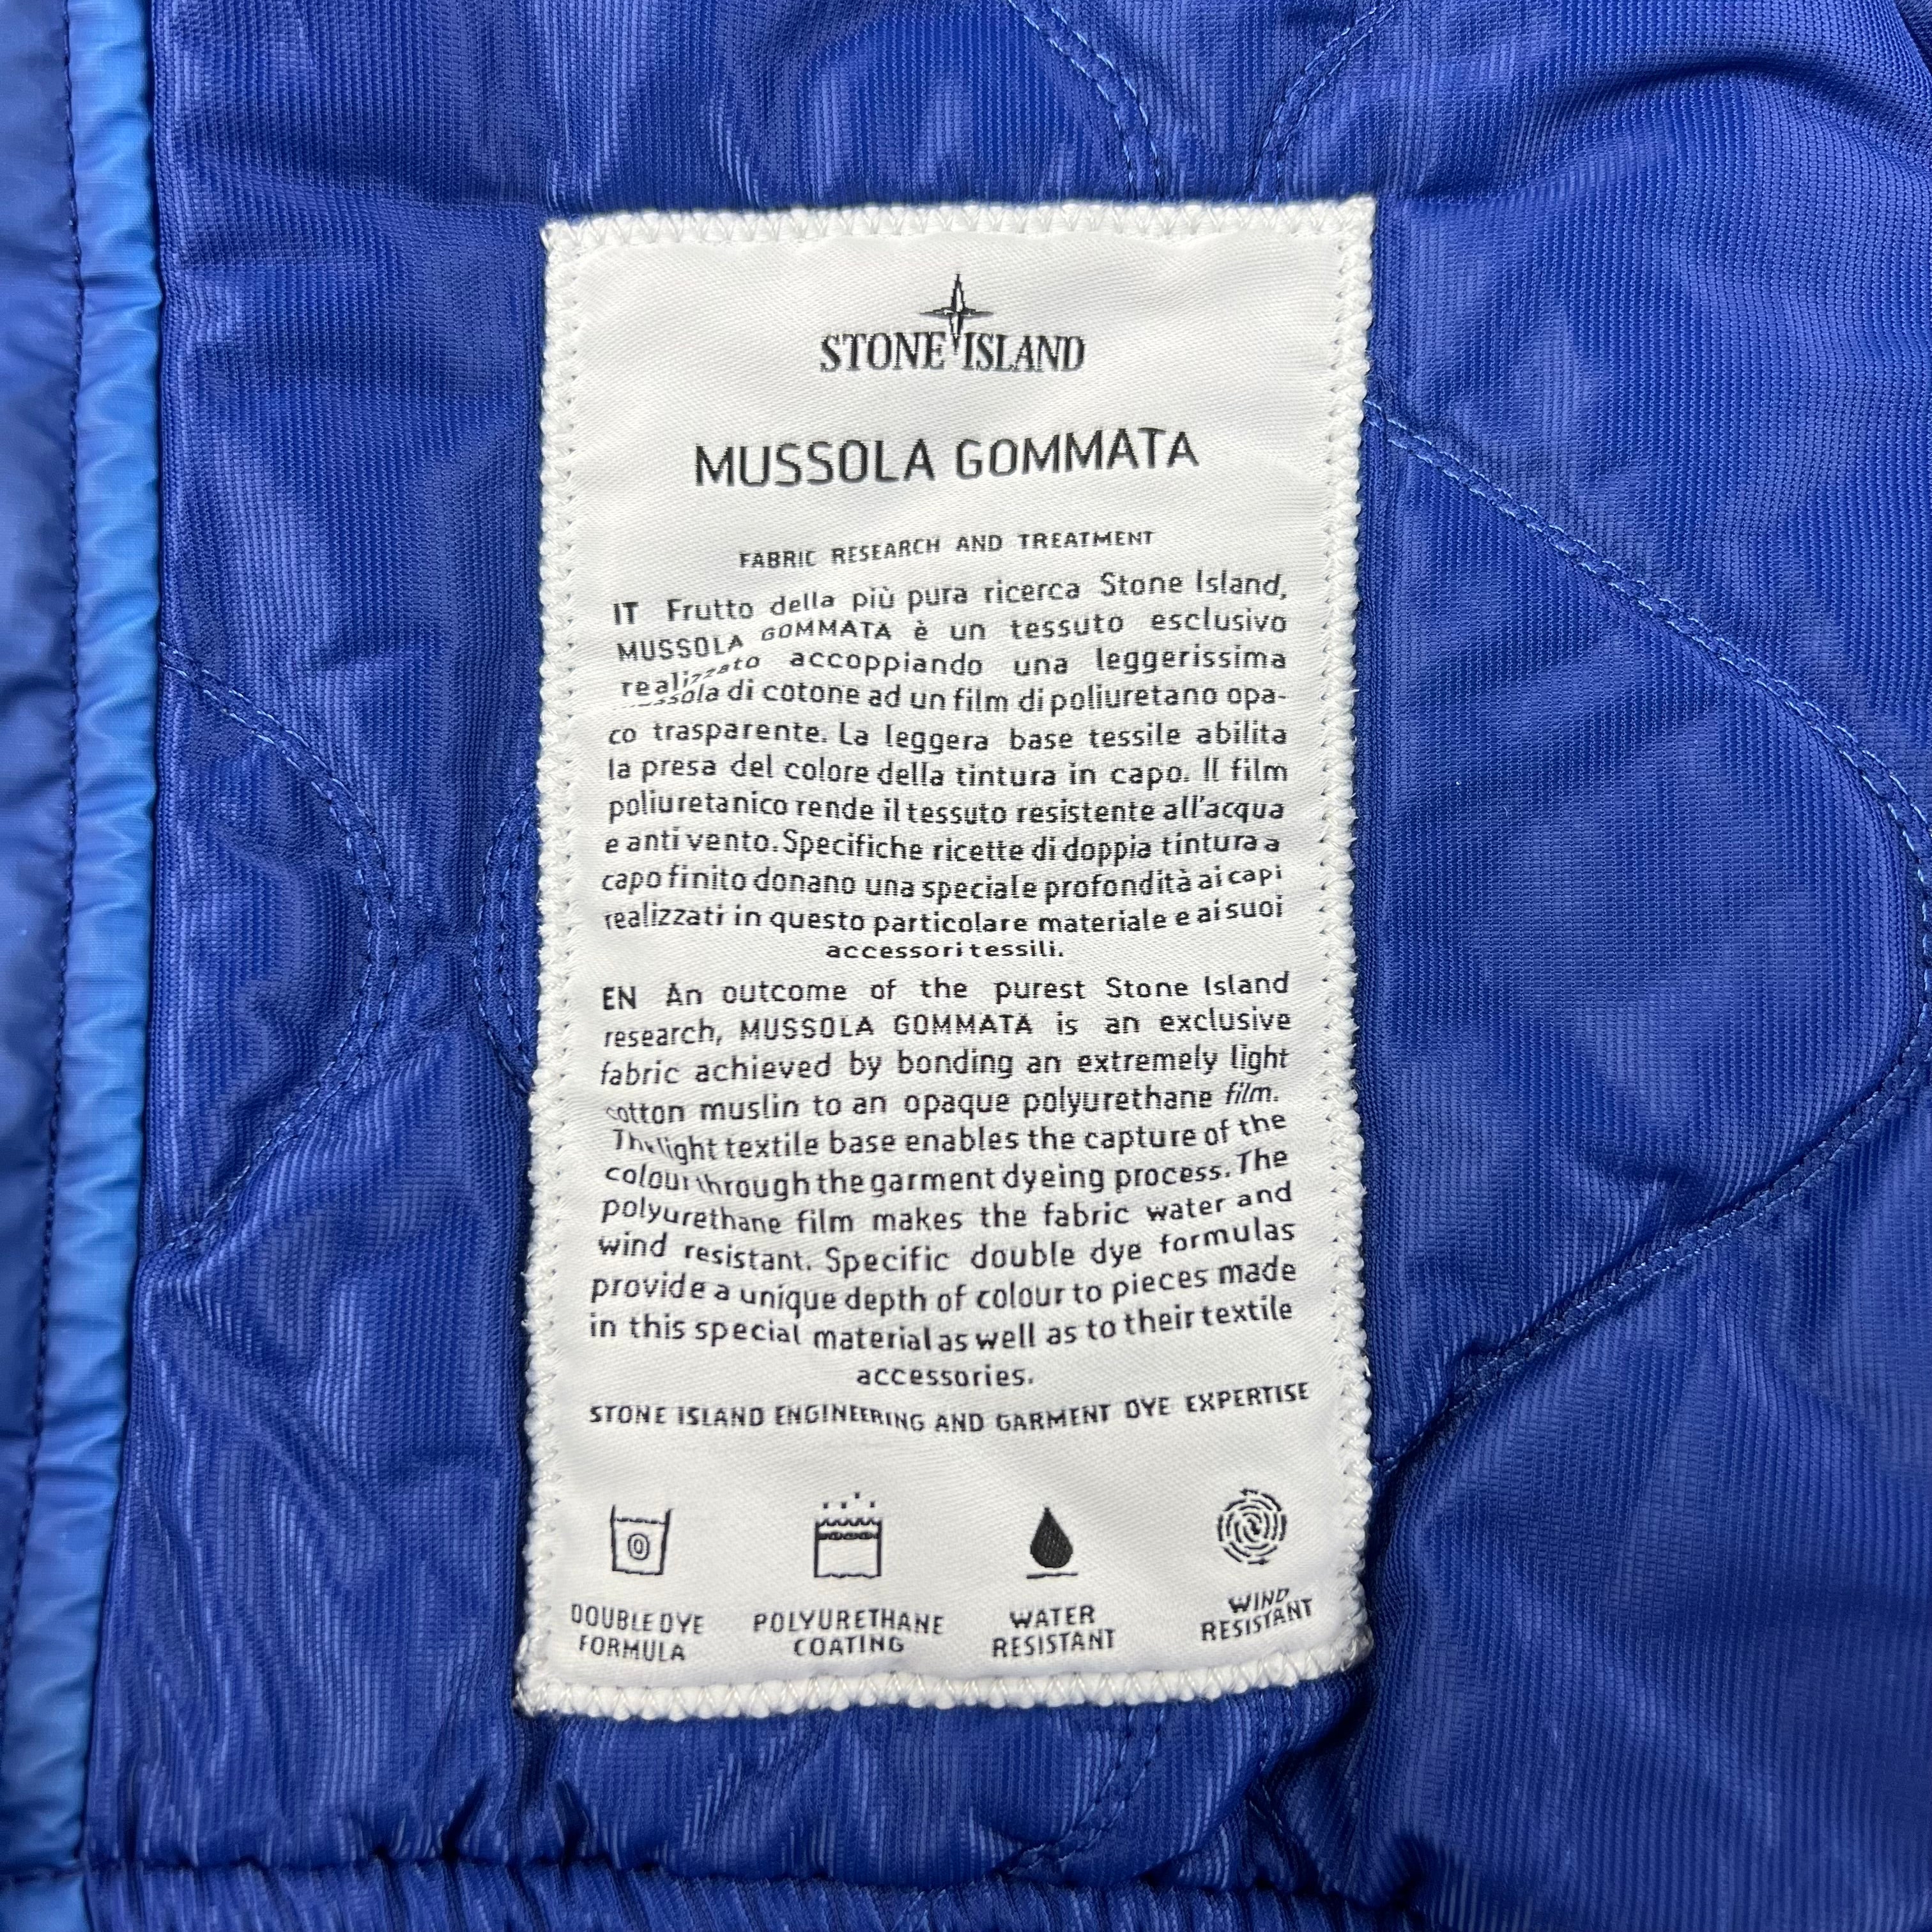 STONE ISLAND
MUSSOLA GOMMATA
FABRIC RESEARCH AND TREATMENT
IT Frutto della più pura ricerca Stone Island,
MUSSOLA GOMMATA è un tessuto esclusivo
realizzato accoppiando una leggerissima
di cotone ad un film di poliuretano opa-
co trasparente. La leggera base tessile abilita
la presa del colore della tintura in capo. Il film
poliuretanico rende il tessuto resistente all'acqua
e anti vento. Specifiche ricette di doppia tintura a
capo finito donano una speciale profondità ai capi
realizzati in questo particolare materiale e ai suoi
accessori tessili.
EN An outcome of the purest Stone Island
research, MUSSOLA GOMMATA is an exclusive
fabric achieved by bonding an extremely light
cotton muslin to an opaque polyurethane film.
The light textile base enables the capture of the
colour through the garment dyeing process. The
polyurethane film makes the fabric water and
wind resistant. Specific double dye formulas
provide a unique depth of colour to pieces made
in this special material as well as to their textile
accessories.
STONE ISLAND ENGINEERING AND GARMENT DYE EXPERTISE
DOUBLE DYE
FORMULA
POLYURETHANE
COATING
WATER
RESISTANT
WIND
RESISTANT